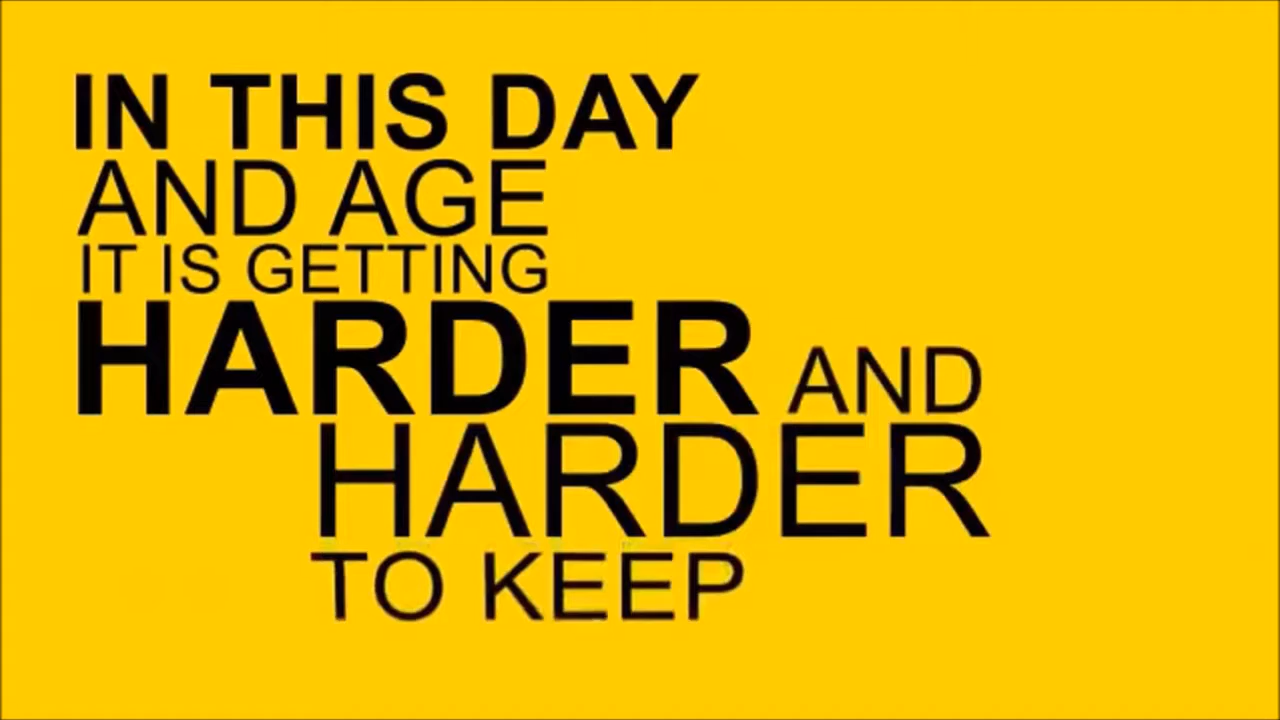 IN THIS DAY
AND AGE
IT IS GETTING
HARDER AND
HARDER
TO KEEP